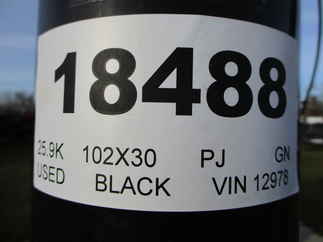 18488
25.9K 102X30 PJ GN
USED BLACK VIN 12978